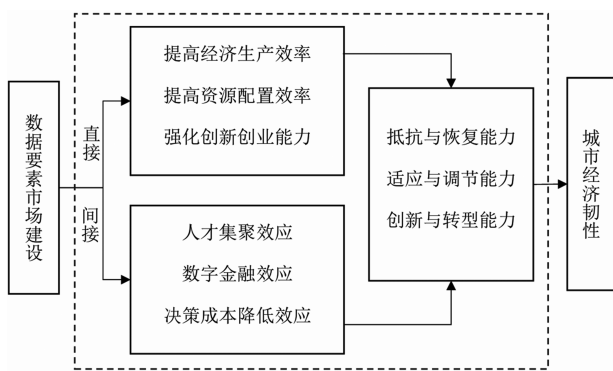 数据要素市场建设
直接
间接
提高经济生产效率
提高资源配置效率
强化创新创业能力
人才集聚效应
数字金融效应
决策成本降低效应
抵抗与恢复能力
适应与调节能力
创新与转型能力
城市经济韧性